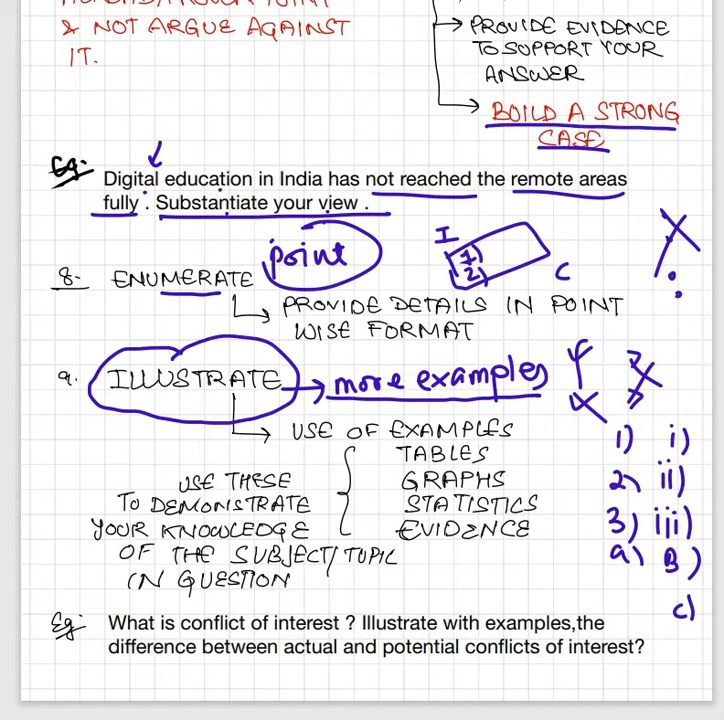 & NOT ARGUE AGAINST
IT.
PROVIDE EVIDENCE
TO SUPPORT YOUR
ANSWER
BUILD A STRONG
CASE
Eg:
Digital education in India has not reached the remote areas
fully . Substantiate your view .
8- ENUMERATE
point
I
1)
2)
C
PROVIDE DETAILS IN POINT
WISE FORMAT
9. ILLUSTRATE
more examples
USE OF EXAMPLES
TABLES
GRAPHS
STATISTICS
EVIDENCE
USE THESE
TO DEMONSTRATE
YOUR KNOWLEDGE
OF THE SUBJECT/TOPIC
IN QUESTION
1) i)
2) ii)
3) iii)
a) B)
c)
Eg:
What is conflict of interest ? Illustrate with examples,the
difference between actual and potential conflicts of interest?